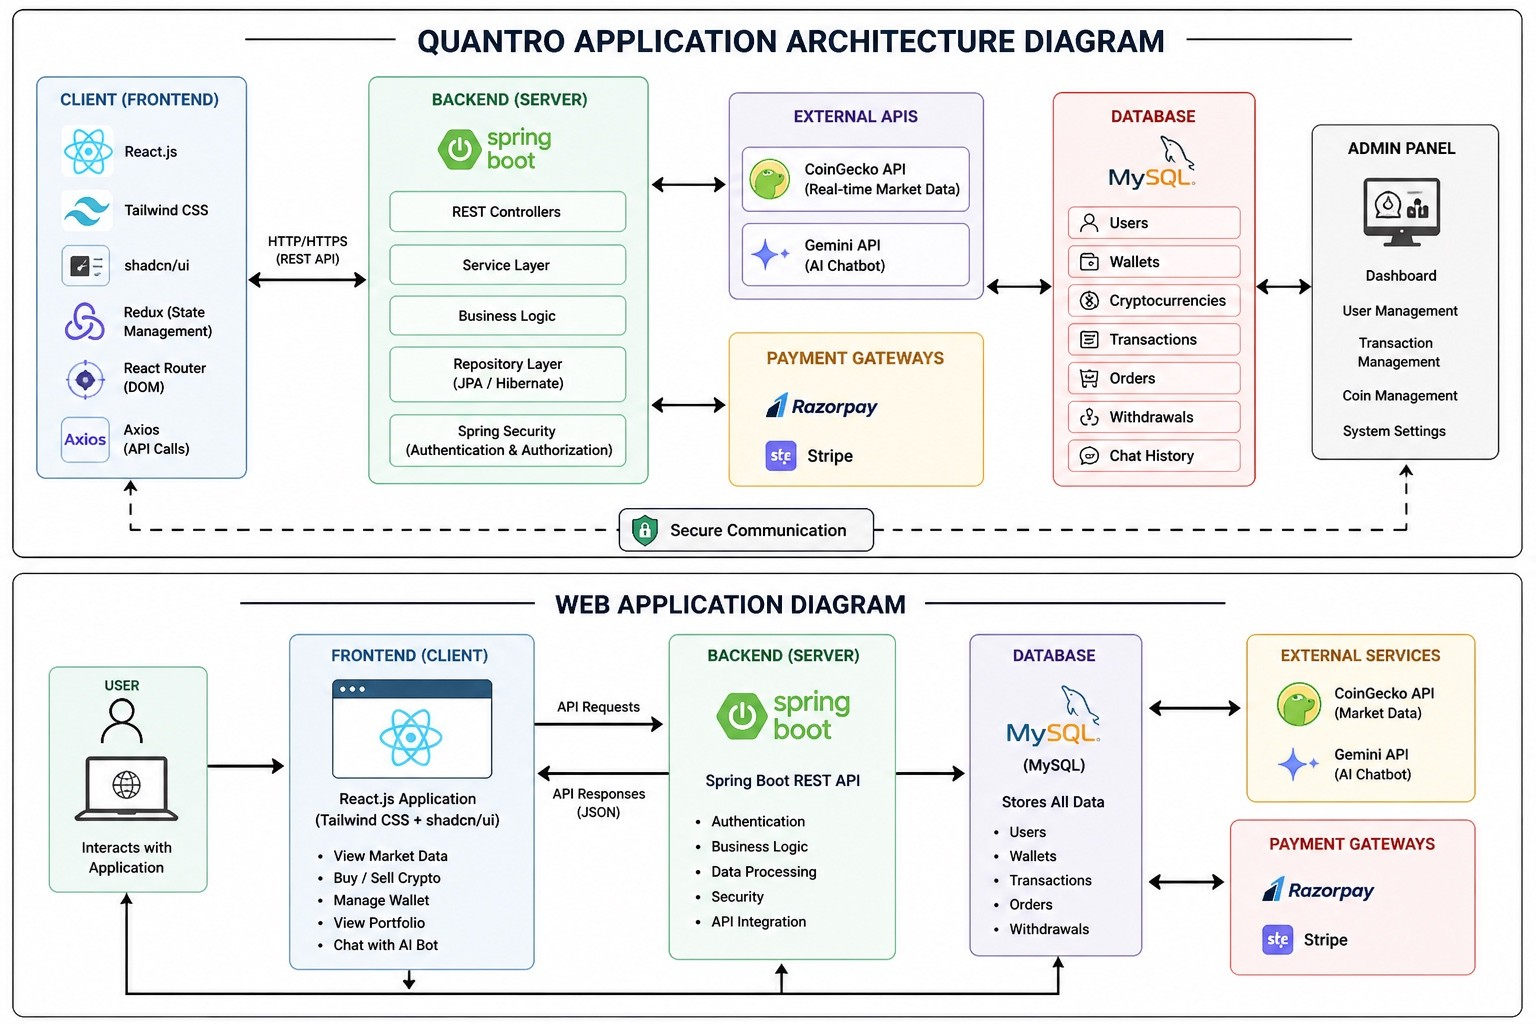 QUANTRO APPLICATION ARCHITECTURE DIAGRAM
CLIENT (FRONTEND)
React.js
Tailwind CSS
shadcn/ui
Redux (State
Management)
React Router
(DOM)
Axios
Axios
(API Calls)
HTTP/HTTPS
(REST API)
BACKEND (SERVER)
spring
boot
REST Controllers
Service Layer
Business Logic
Repository Layer
(JPA / Hibernate)
Spring Security
(Authentication & Authorization)
EXTERNAL APIS
CoinGecko API
(Real-time Market Data)
Gemini API
(AI Chatbot)
PAYMENT GATEWAYS
Razorpay
Stripe
DATABASE
MySQL
Users
Wallets
Cryptocurrencies
Transactions
Orders
Withdrawals
Chat History
ADMIN PANEL
Dashboard
User Management
Transaction
Management
Coin Management
System Settings
Secure Communication
WEB APPLICATION DIAGRAM
USER
Interacts with
Application
FRONTEND (CLIENT)
React.js Application
(Tailwind CSS + shadcn/ui)
• View Market Data
• Buy / Sell Crypto
• Manage Wallet
• View Portfolio
• Chat with AI Bot
API Requests
API Responses
(JSON)
BACKEND (SERVER)
spring
boot
Spring Boot REST API
• Authentication
• Business Logic
• Data Processing
• Security
• API Integration
DATABASE
MySQL
(MySQL)
Stores All Data
• Users
• Wallets
• Transactions
• Orders
• Withdrawals
EXTERNAL SERVICES
CoinGecko API
(Market Data)
Gemini API
(AI Chatbot)
PAYMENT GATEWAYS
Razorpay
Stripe